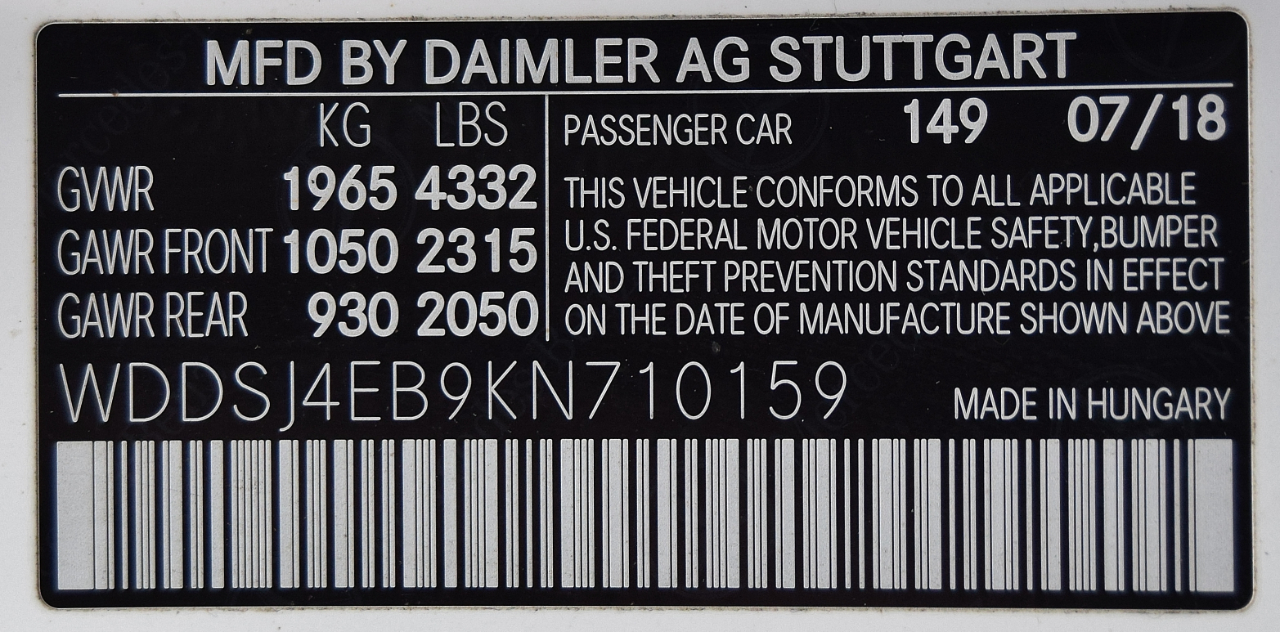 MFD BY DAIMLER AG STUTTGART
KG LBS
GVWR 1965 4332
GAWR FRONT 1050 2315
GAWR REAR 930 2050
PASSENGER CAR 149 07/18
THIS VEHICLE CONFORMS TO ALL APPLICABLE
U.S. FEDERAL MOTOR VEHICLE SAFETY,BUMPER
AND THEFT PREVENTION STANDARDS IN EFFECT
ON THE DATE OF MANUFACTURE SHOWN ABOVE
WDDSJ4EB9KN710159
MADE IN HUNGARY